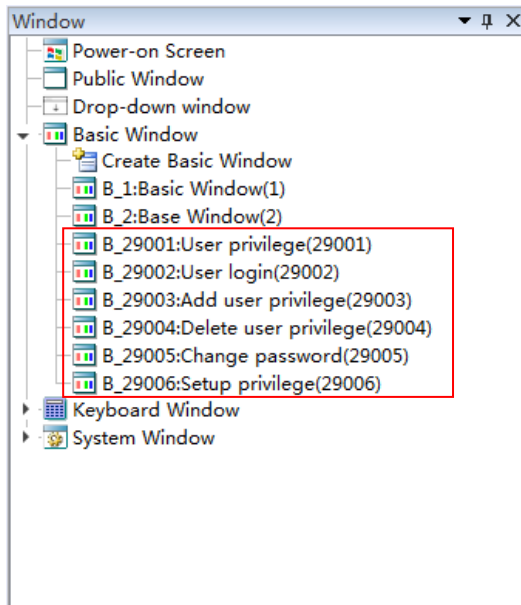 Window
Power-on Screen
Public Window
Drop-down window
Basic Window
Create Basic Window
B_1:Basic Window(1)
B_2:Base Window(2)
B_29001:User privilege(29001)
B_29002:User login(29002)
B_29003:Add user privilege(29003)
B_29004:Delete user privilege(29004)
B_29005:Change password(29005)
B_29006:Setup privilege(29006)
Keyboard Window
System Window